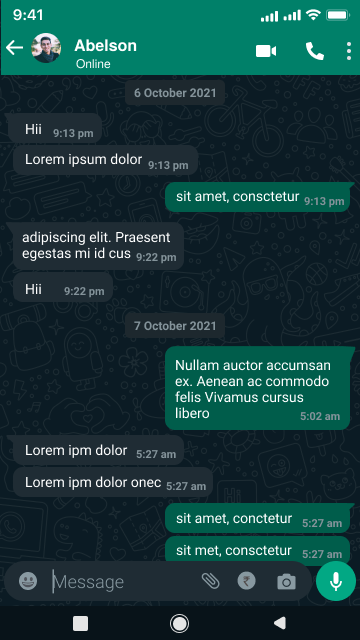 9:41
Abelson
Online
6 October 2021
Hii 9:13 pm
Lorem ipsum dolor 9:13 pm
sit amet, consctetur 9:13 pm
adipiscing elit. Praesent
egestas mi id cus 9:22 pm
Hii 9:22 pm
7 October 2021
Nullam auctor accumsan
ex. Aenean ac commodo
felis Vivamus cursus
libero 5:02 am
Lorem ipm dolor 5:27 am
Lorem ipm dolor onec 5:27 am
sit amet, conctetur 5:27 am
sit met, consctetur 5:27 am
Message ₹